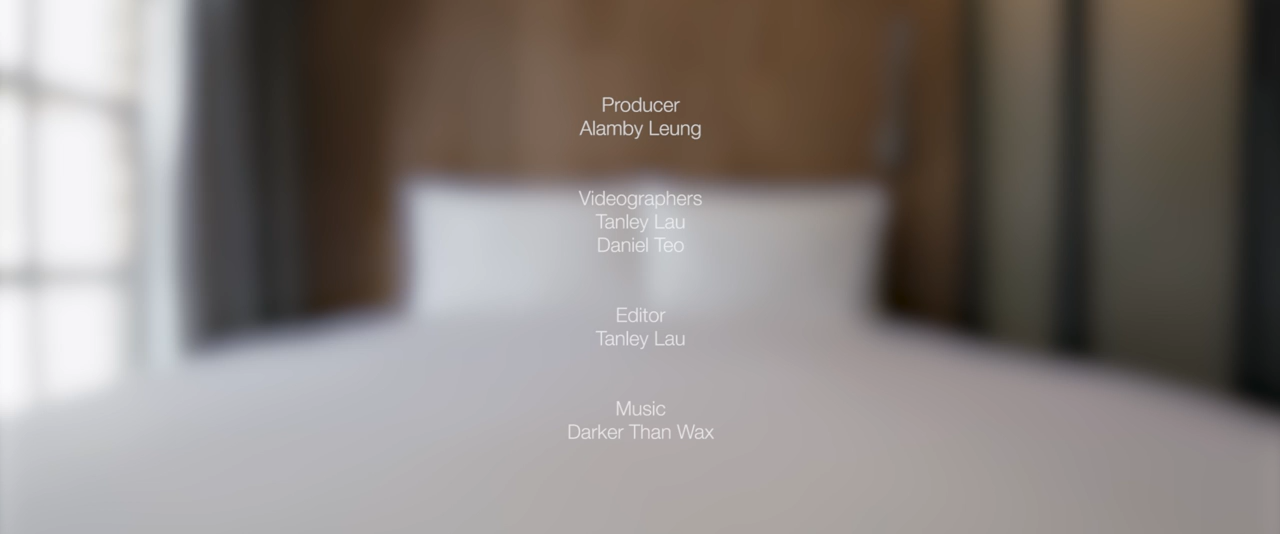 Producer
Alamby Leung
Videographers
Tanley Lau
Daniel Teo
Editor
Tanley Lau
Music
Darker Than Wax